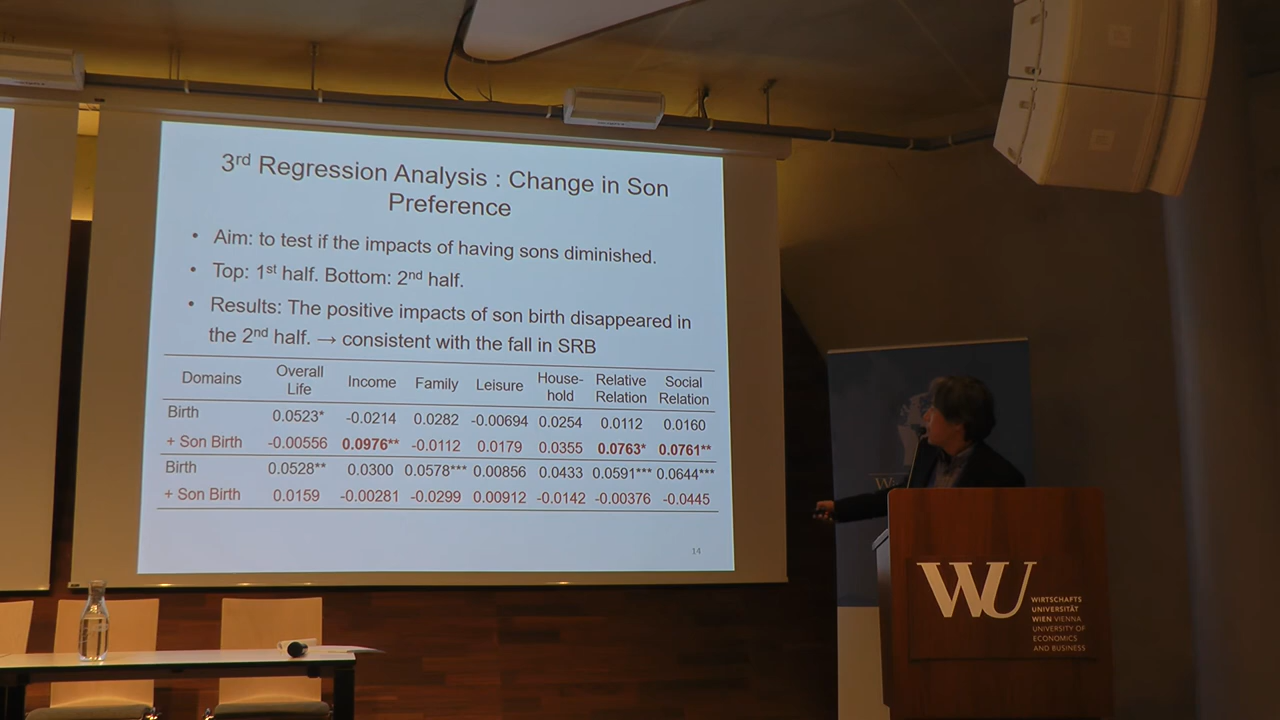 3rd Regression Analysis : Change in Son
Preference
• Aim: to test if the impacts of having sons diminished.
• Top: 1st half. Bottom: 2nd half.
• Results: The positive impacts of son birth disappeared in
the 2nd half. → consistent with the fall in SRB
Domains Overall Life Income Family Leisure House-hold Relative Relation Social Relation
Birth 0.0523* -0.0214 0.0282 -0.00694 0.0254 0.0112 0.0160
+ Son Birth -0.00556 0.0976** -0.0112 0.0179 0.0355 0.0763* 0.0761**
Birth 0.0528** 0.0300 0.0578*** 0.00856 0.0433 0.0591*** 0.0644***
+ Son Birth 0.0159 -0.00281 -0.0299 0.00912 -0.0142 -0.00376 -0.0445
14
WU
WIRTSCHAFTS
UNIVERSITÄT
WIEN VIENNA
UNIVERSITY OF
ECONOMICS
AND BUSINESS